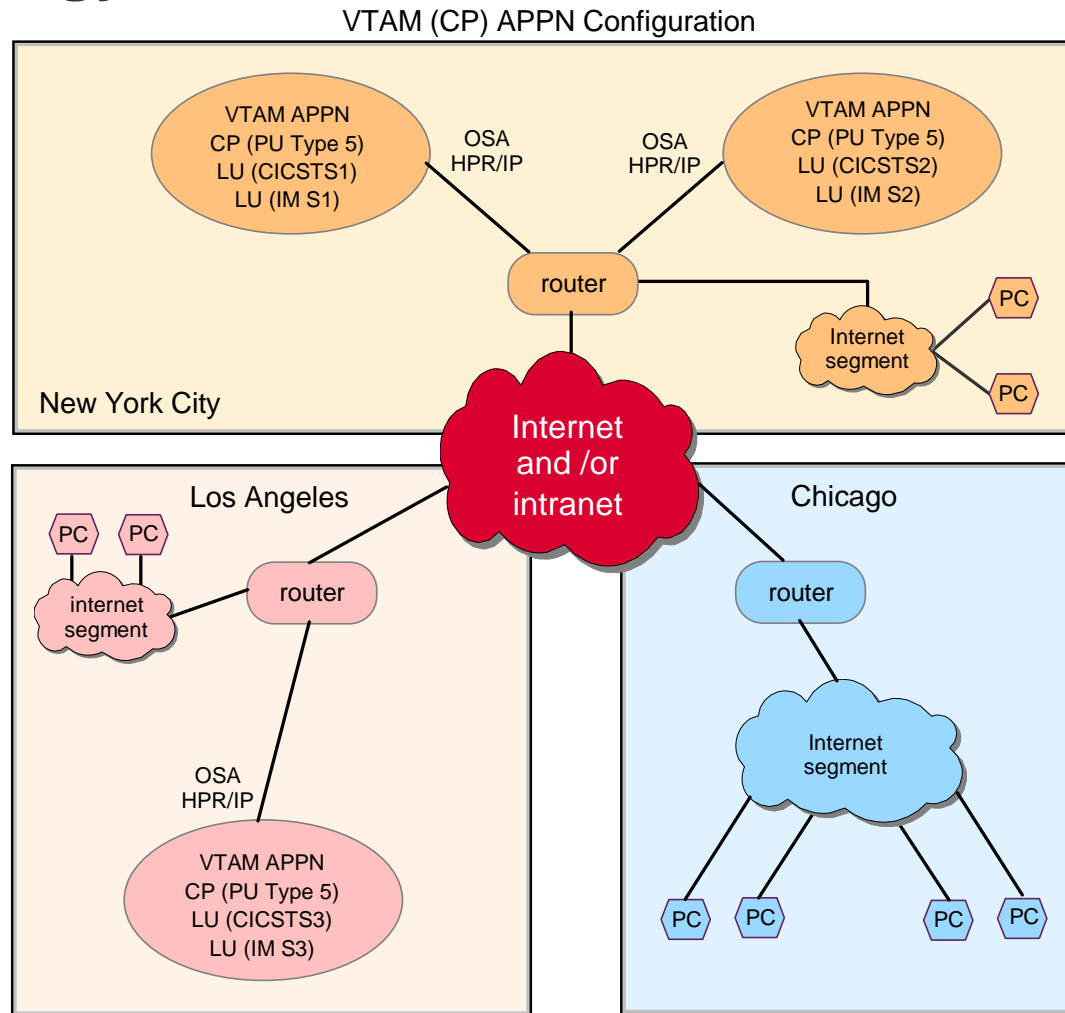 VTAM (CP) APPN Configuration
VTAM APPN
CP (PU Type 5)
LU (CICSTS1)
LU (IM S1)
OSA
HPR/IP
OSA
HPR/IP
VTAM APPN
CP (PU Type 5)
LU (CICSTS2)
LU (IM S2)
router
Internet
segment
PC
PC
New York City
Internet
and /or
intranet
Los Angeles
PC
PC
internet
segment
router
OSA
HPR/IP
VTAM APPN
CP (PU Type 5)
LU (CICSTS3)
LU (IM S3)
Chicago
router
Internet
segment
PC
PC
PC
PC